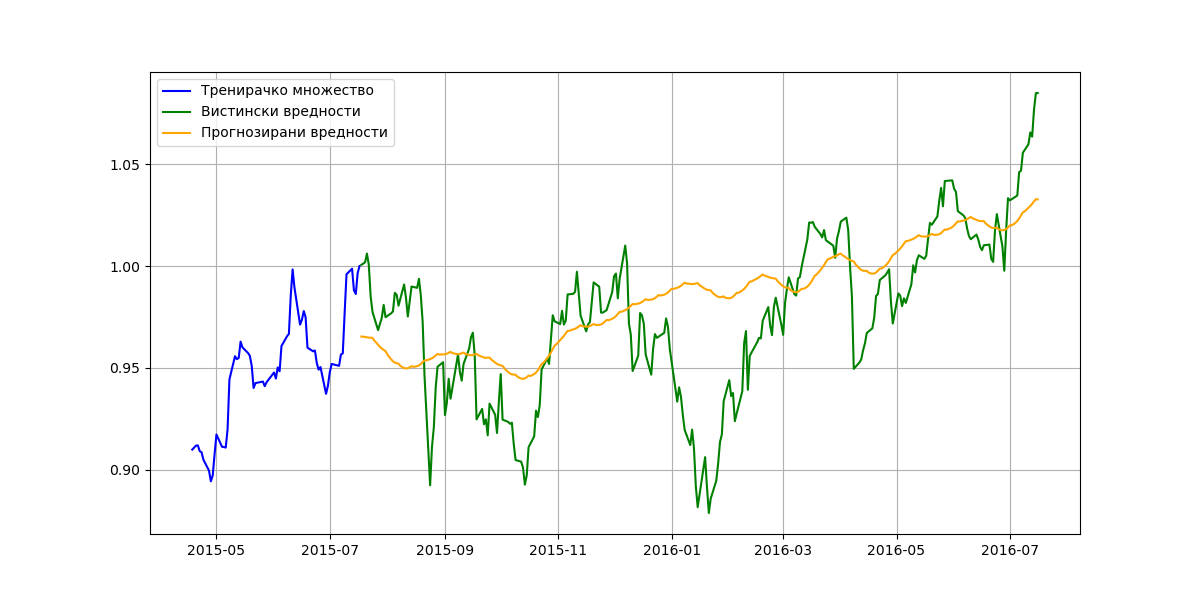 Тренирачко множество
Вистински вредности
Прогнозирани вредности
1.05
1.00
0.95
0.90
2015-05 2015-07 2015-09 2015-11 2016-01 2016-03 2016-05 2016-07